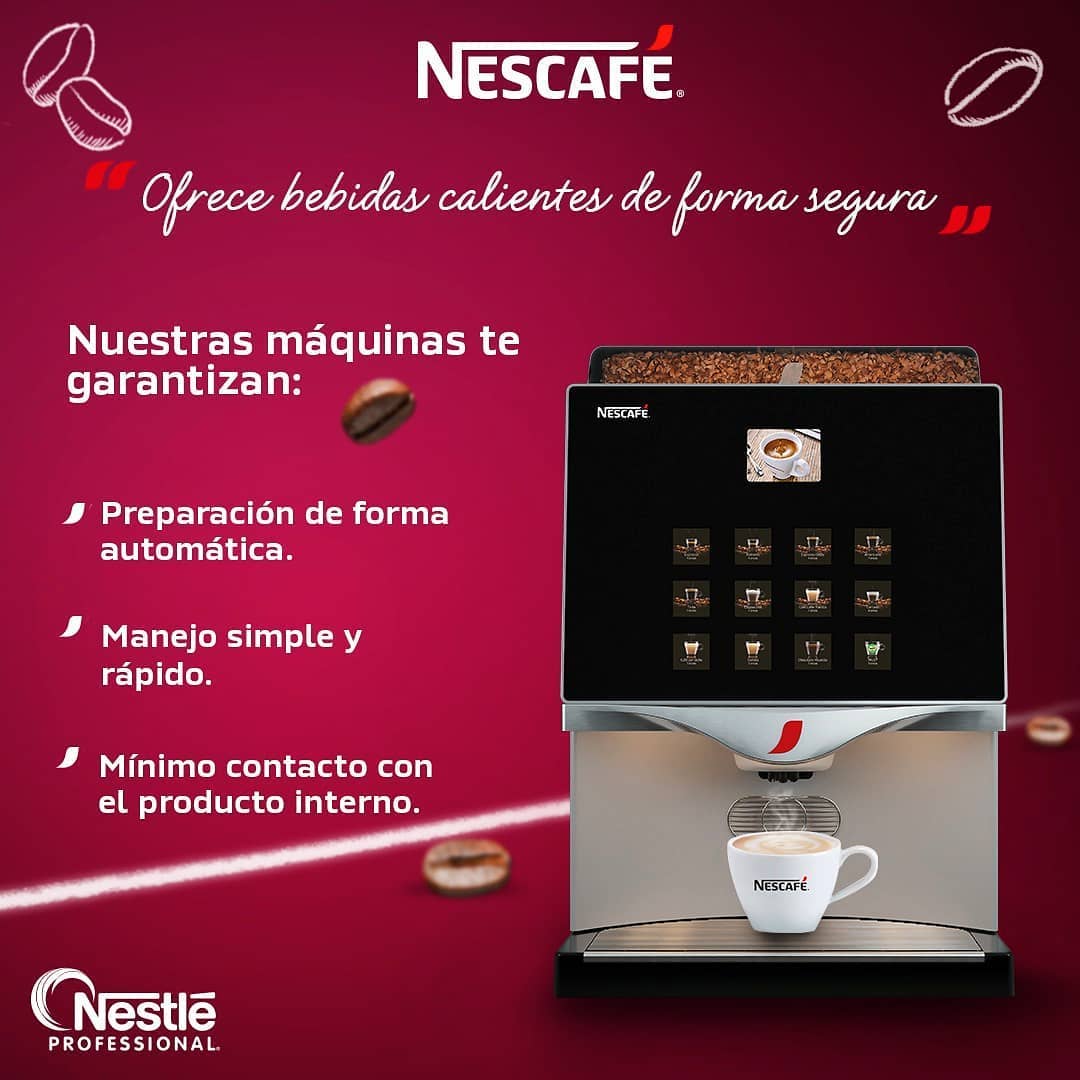 NESCAFÉ®
“Ofrece bebidas calientes de forma segura”
Nuestras máquinas te
garantizan:
Preparación de forma
automática.
Manejo simple y
rápido.
Mínimo contacto con
el producto interno.
NESCAFÉ
NESCAFÉ
Nestlé
PROFESSIONAL®